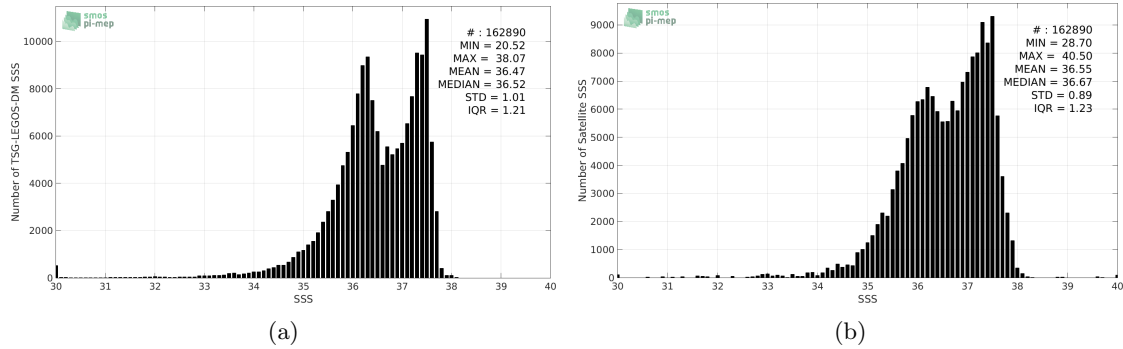 smos
pi-mep
Number of TSG-LEGOS-DM SSS
10000
8000
6000
4000
2000
0
# : 162890
MIN = 20.52
MAX = 38.07
MEAN = 36.47
MEDIAN = 36.52
STD = 1.01
IQR = 1.21
30 31 32 33 34 35 36 37 38 39 40
SSS
(a)
smos
pi-mep
Number of Satellite SSS
9000
8000
7000
6000
5000
4000
3000
2000
1000
0
# : 162890
MIN = 28.70
MAX = 40.50
MEAN = 36.55
MEDIAN = 36.67
STD = 0.89
IQR = 1.23
30 31 32 33 34 35 36 37 38 39 40
SSS
(b)